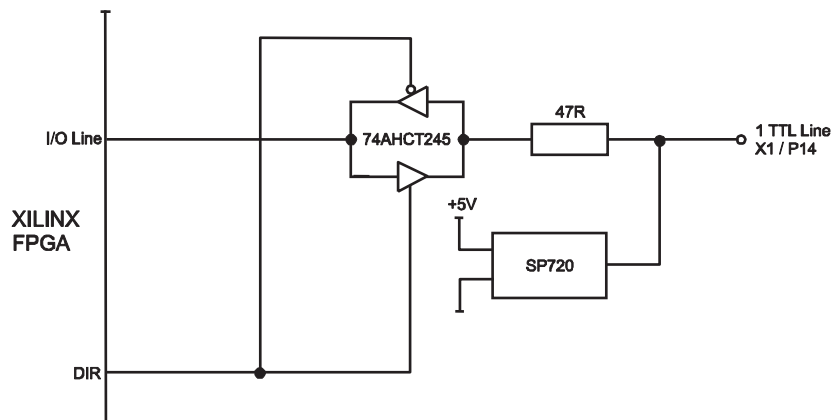 47R
1 TTL Line
X1 / P14
I/O Line
74AHCT245
+5V
XILINX
FPGA
SP720
DIR